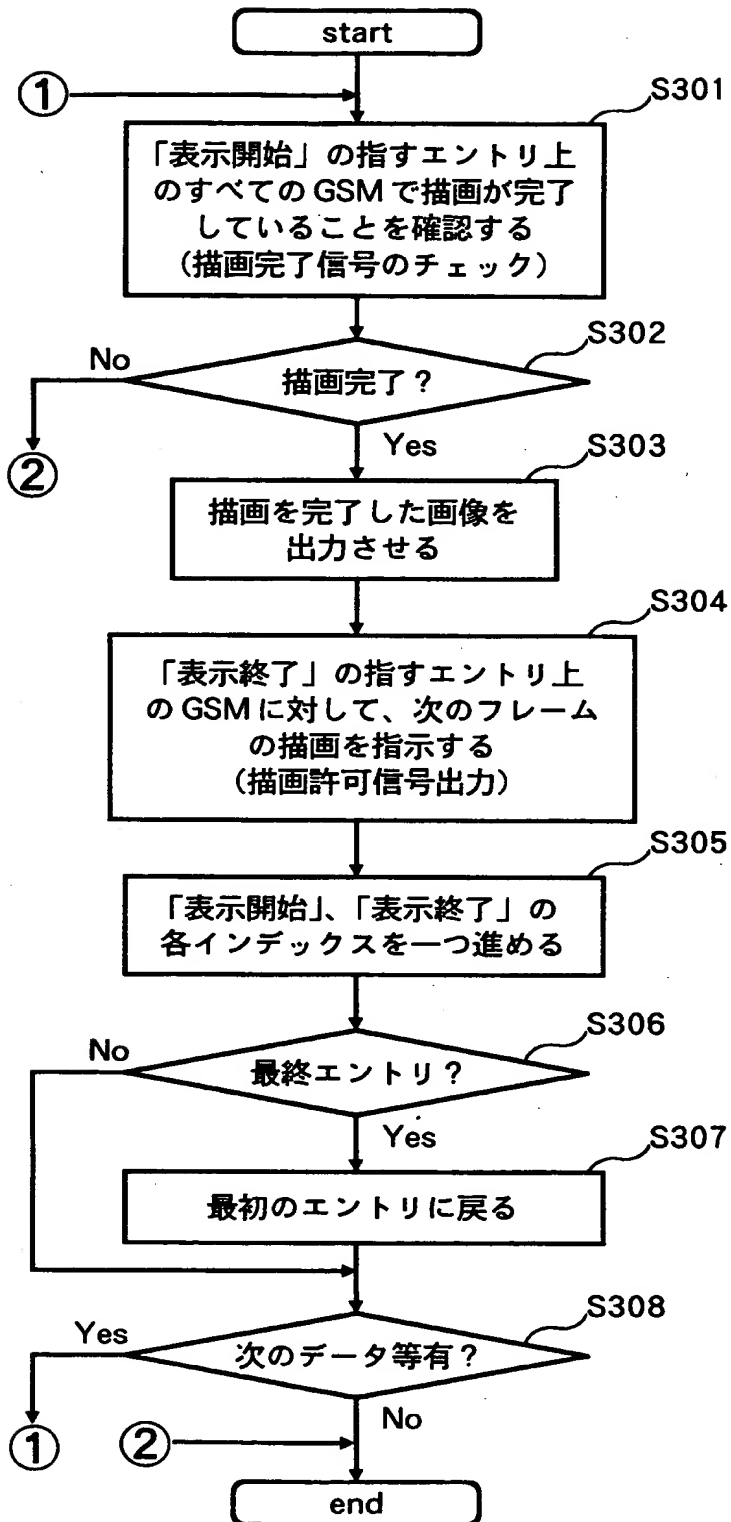 start
①
S301
「表示開始」の指すエントリ上
のすべての GSM で描画が完了
していることを確認する
（描画完了信号のチェック）
S302
No
描画完了？
②
Yes
S303
描画を完了した画像を
出力させる
S304
「表示終了」の指すエントリ上
の GSM に対して、次のフレーム
の描画を指示する
（描画許可信号出力）
S305
「表示開始」、「表示終了」の
各インデックスを一つ進める
S306
No
最終エントリ？
Yes
S307
最初のエントリに戻る
S308
Yes
次のデータ等有？
①
No
②
end